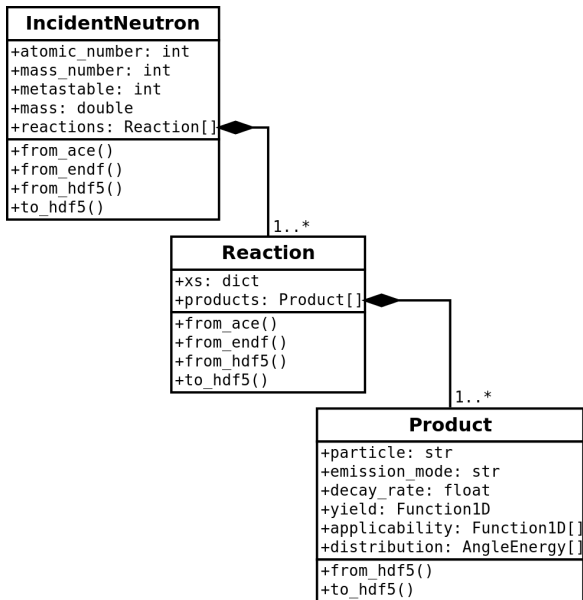 IncidentNeutron
+atomic_number: int
+mass_number: int
+metastable: int
+mass: double
+reactions: Reaction[]
+from_ace()
+from_endf()
+from_hdf5()
+to_hdf5()
1..*
Reaction
+xs: dict
+products: Product[]
+from_ace()
+from_endf()
+from_hdf5()
+to_hdf5()
1..*
Product
+particle: str
+emission_mode: str
+decay_rate: float
+yield: Function1D
+applicability: Function1D[]
+distribution: AngleEnergy[]
+from_hdf5()
+to_hdf5()